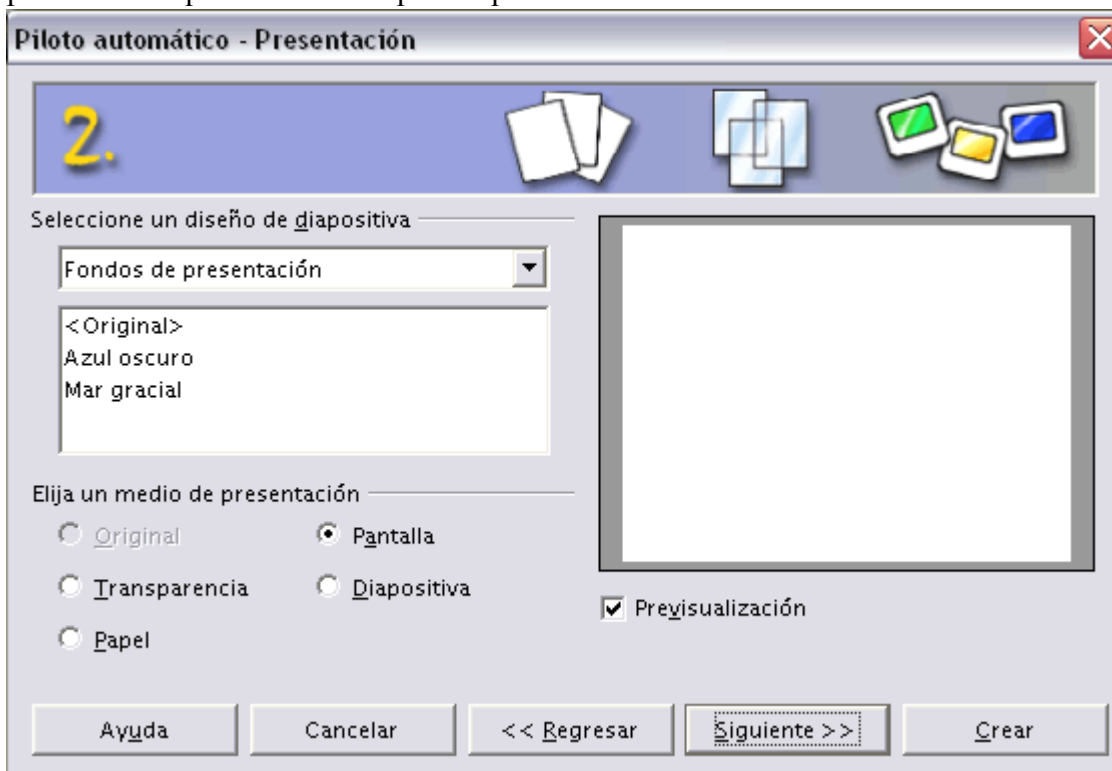 Piloto automático - Presentación
2.
Seleccione un diseño de diapositiva
Fondos de presentación
<Original>
Azul oscuro
Mar gracial
Elija un medio de presentación
Original
Pantalla
Transparencia
Diapositiva
Papel
Previsualización
Ayuda
Cancelar
<< Regresar
Siguiente >>
Crear